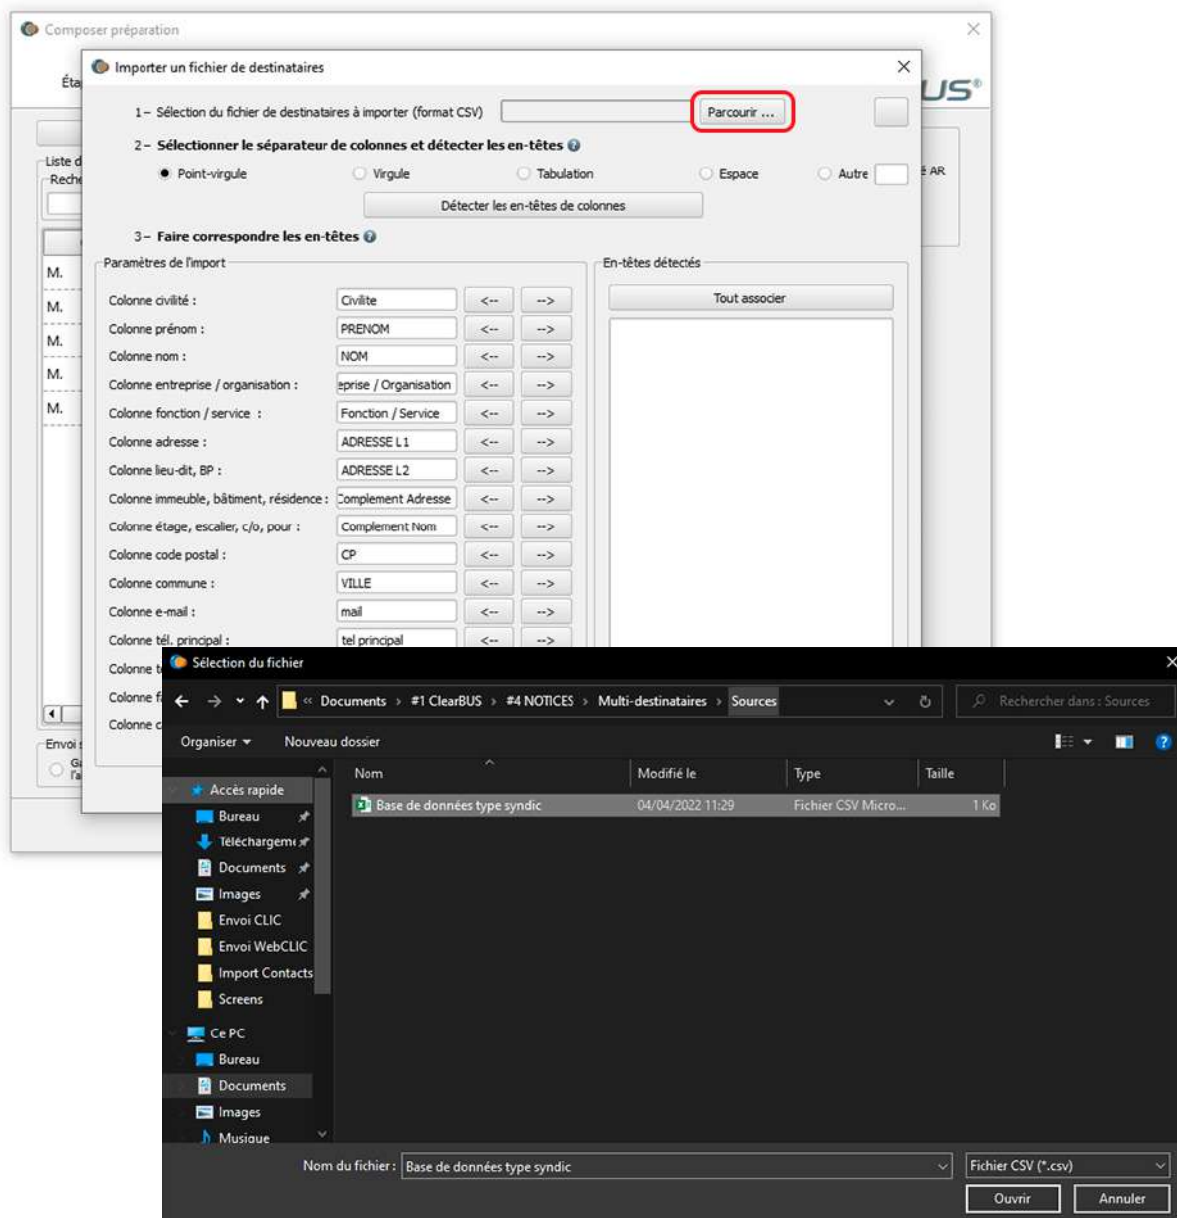 Composer préparation
Importer un fichier de destinataires
Éta
US®
1– Sélection du fichier de destinataires à importer (format CSV) Parcourir ...
2– Sélectionner le séparateur de colonnes et détecter les en-têtes
Point-virgule Virgule Tabulation Espace Autre
é AR
Liste d
Reche
Détecter les en-têtes de colonnes
3– Faire correspondre les en-têtes
Paramètres de l'import En-têtes détectés
M.
M.
M.
M.
M.
Tout associer
Colonne civilité : Civilite <-- -->
Colonne prénom : PRENOM <-- -->
Colonne nom : NOM <-- -->
Colonne entreprise / organisation : eprise / Organisation <-- -->
Colonne fonction / service : Fonction / Service <-- -->
Colonne adresse : ADRESSE L1 <-- -->
Colonne lieu-dit, BP : ADRESSE L2 <-- -->
Colonne immeuble, bâtiment, résidence : Complement Adresse <-- -->
Colonne étage, escalier, c/o, pour : Complement Nom <-- -->
Colonne code postal : CP <-- -->
Colonne commune : VILLE <-- -->
Colonne e-mail : mail <-- -->
Colonne tél. principal : tel principal <-- -->
Colonne t
Colonne f
Colonne c
Envoi s
G
l'a
Sélection du fichier
« Documents > #1 ClearBUS > #4 NOTICES > Multi-destinataires > Sources
Rechercher dans : Sources
Organiser Nouveau dossier
Nom Modifié le Type Taille
Base de données type syndic 04/04/2022 11:29 Fichier CSV Micro... 1 Ko
Accès rapide
Bureau
Téléchargeme
Documents
Images
Envoi CLIC
Envoi WebCLIC
Import Contacts
Screens
Ce PC
Bureau
Documents
Images
Musique
Nom du fichier : Base de données type syndic Fichier CSV (*.csv)
Ouvrir Annuler